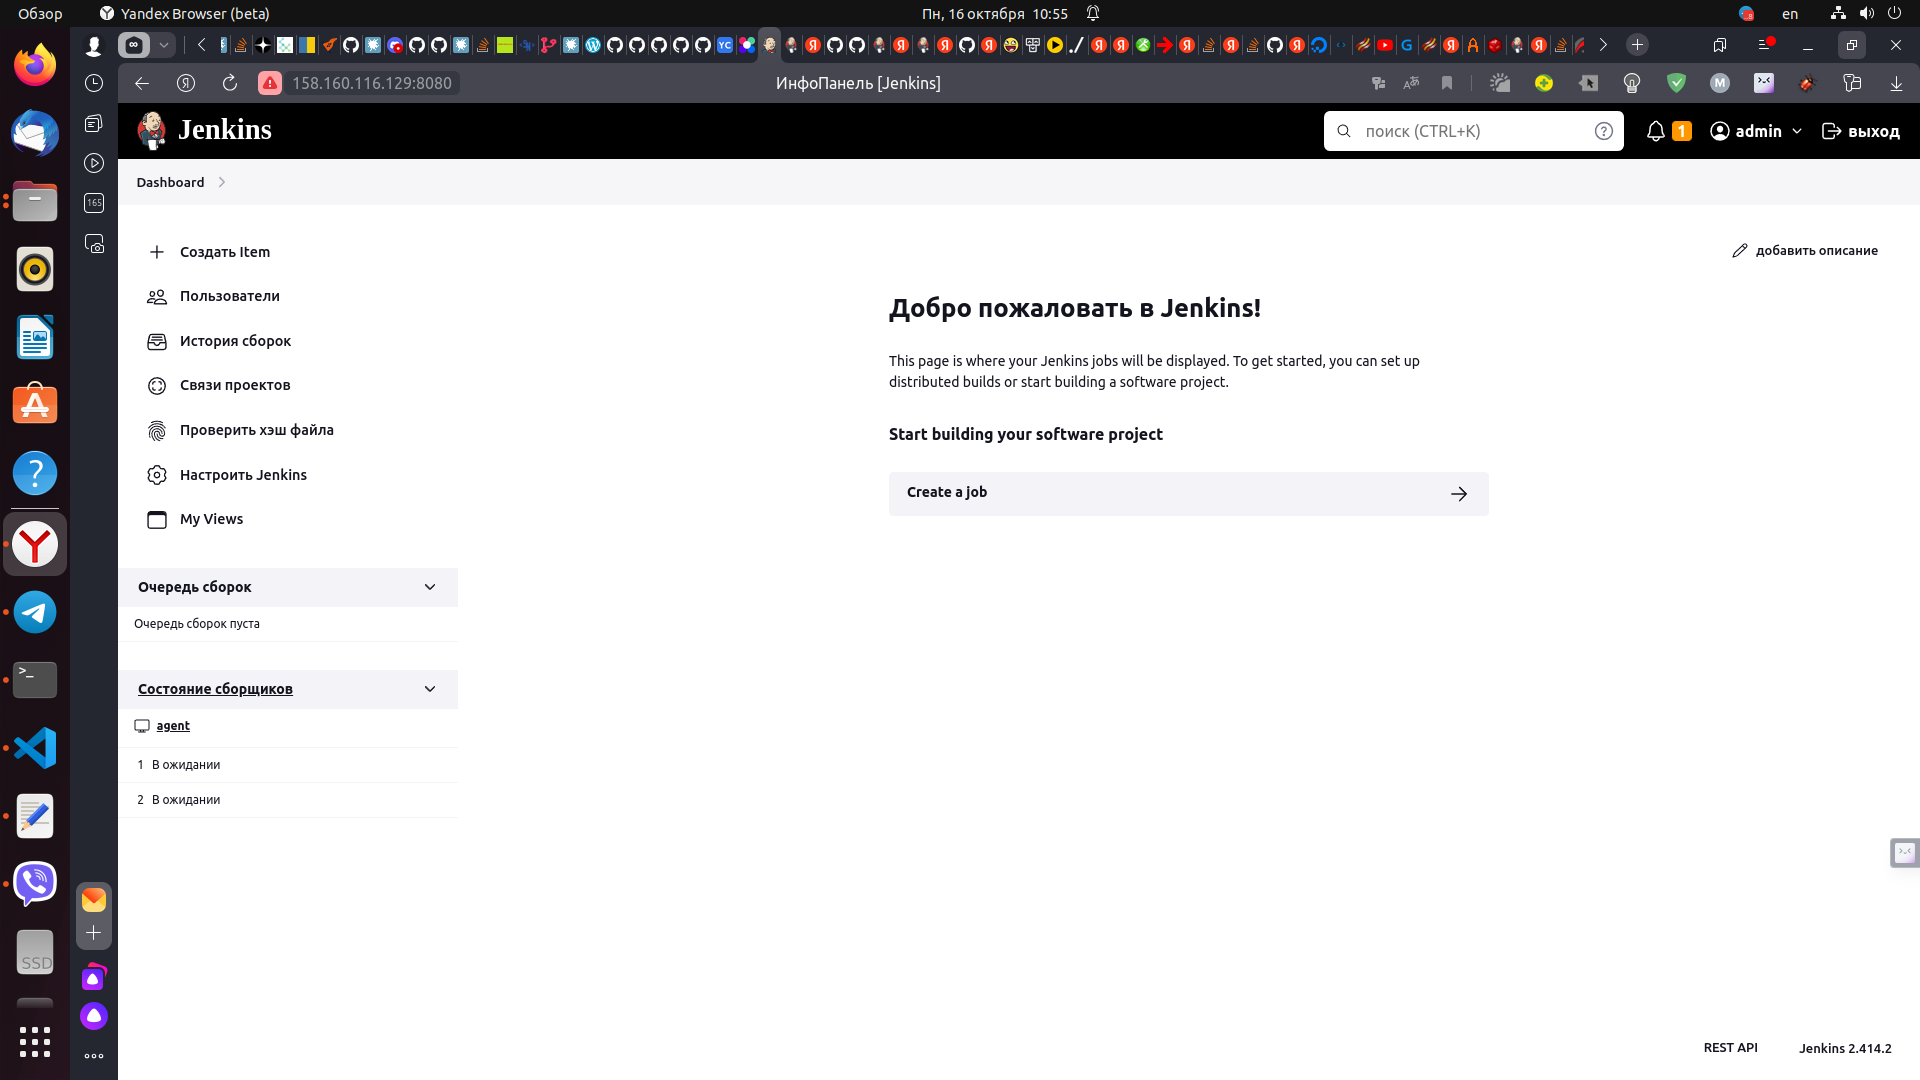 Обзор
Yandex Browser (beta)
Пн, 16 октября 10:55
en
158.160.116.129:8080
ИнфоПанель [Jenkins]
165
Jenkins
поиск (CTRL+K)
1
admin
выход
Dashboard
Создать Item
Пользователи
История сборок
Связи проектов
Проверить хэш файла
Настроить Jenkins
My Views
добавить описание
Добро пожаловать в Jenkins!
This page is where your Jenkins jobs will be displayed. To get started, you can set up
distributed builds or start building a software project.
Start building your software project
Create a job
Очередь сборок
Очередь сборок пуста
Состояние сборщиков
agent
1 В ожидании
2 В ожидании
SSD
REST API
Jenkins 2.414.2